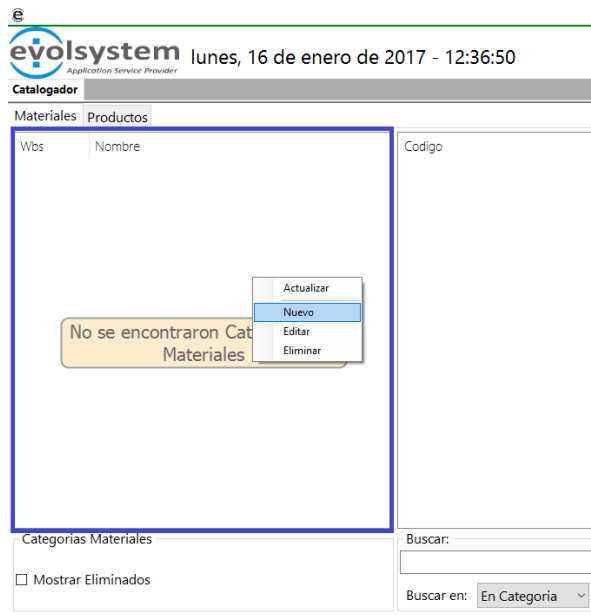 e
evolsystem
Application Service Provider
lunes, 16 de enero de 2017 - 12:36:50
Catalogador
Materiales Productos
Wbs Nombre Codigo
Actualizar
Nuevo
Editar
Eliminar
No se encontraron Cat
Materiales
Categorias Materiales
Mostrar Eliminados
Buscar:
Buscar en: En Categoria